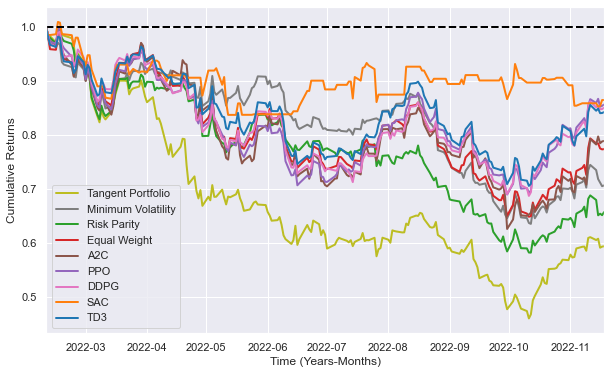 1.0
0.9
0.8
0.7
0.6
0.5
Cumulative Returns
Tangent Portfolio
Minimum Volatility
Risk Parity
Equal Weight
A2C
PPO
DDPG
SAC
TD3
2022-03 2022-04 2022-05 2022-06 2022-07 2022-08 2022-09 2022-10 2022-11
Time (Years-Months)